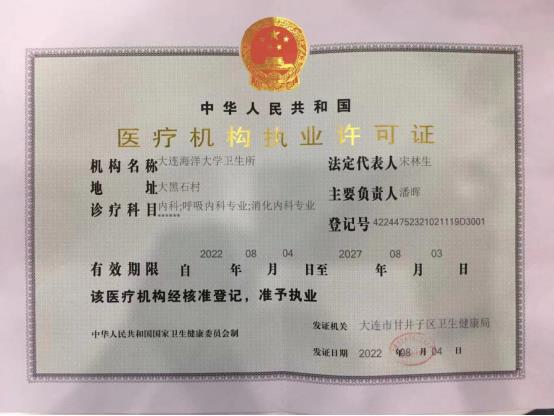 中华人民共和国
医疗机构执业许可证
机构名称 大连海洋大学卫生所
法定代表人 宋林生
地址 大黑石村
主要负责人 潘晖
诊疗科目 内科;呼吸内科专业;消化内科专业
******
登记号 42244752321021119D3001
有效期限 自 2022 年 08 月 04 日至 2027 年 08 月 03 日
该医疗机构经核准登记，准予执业
中华人民共和国国家卫生健康委员会制
发证机关 大连市甘井子区卫生健康局
发证日期 2022 年 08 月 04 日